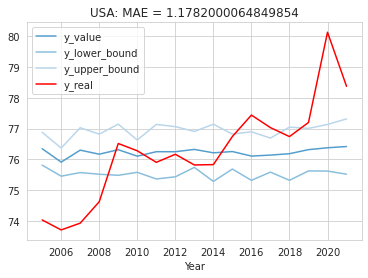 USA: MAE = 1.1782000064849854
y_value
y_lower_bound
y_upper_bound
y_real
80
79
78
77
76
75
74
2006 2008 2010 2012 2014 2016 2018 2020
Year